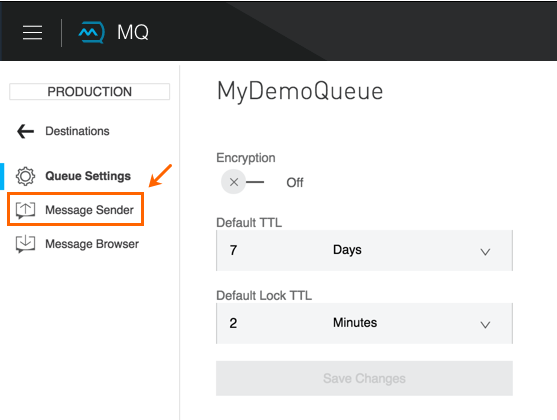 MQ
PRODUCTION
Destinations
Queue Settings
Message Sender
Message Browser
MyDemoQueue
Encryption
Off
Default TTL
7 Days
Default Lock TTL
2 Minutes
Save Changes